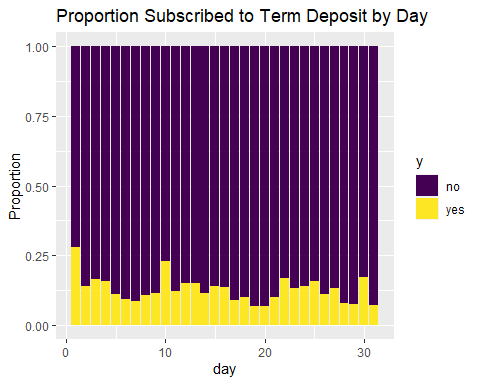 Proportion Subscribed to Term Deposit by Day
1.00
0.75
0.50
0.25
0.00
Proportion
0
10
20
30
day
y
no
yes